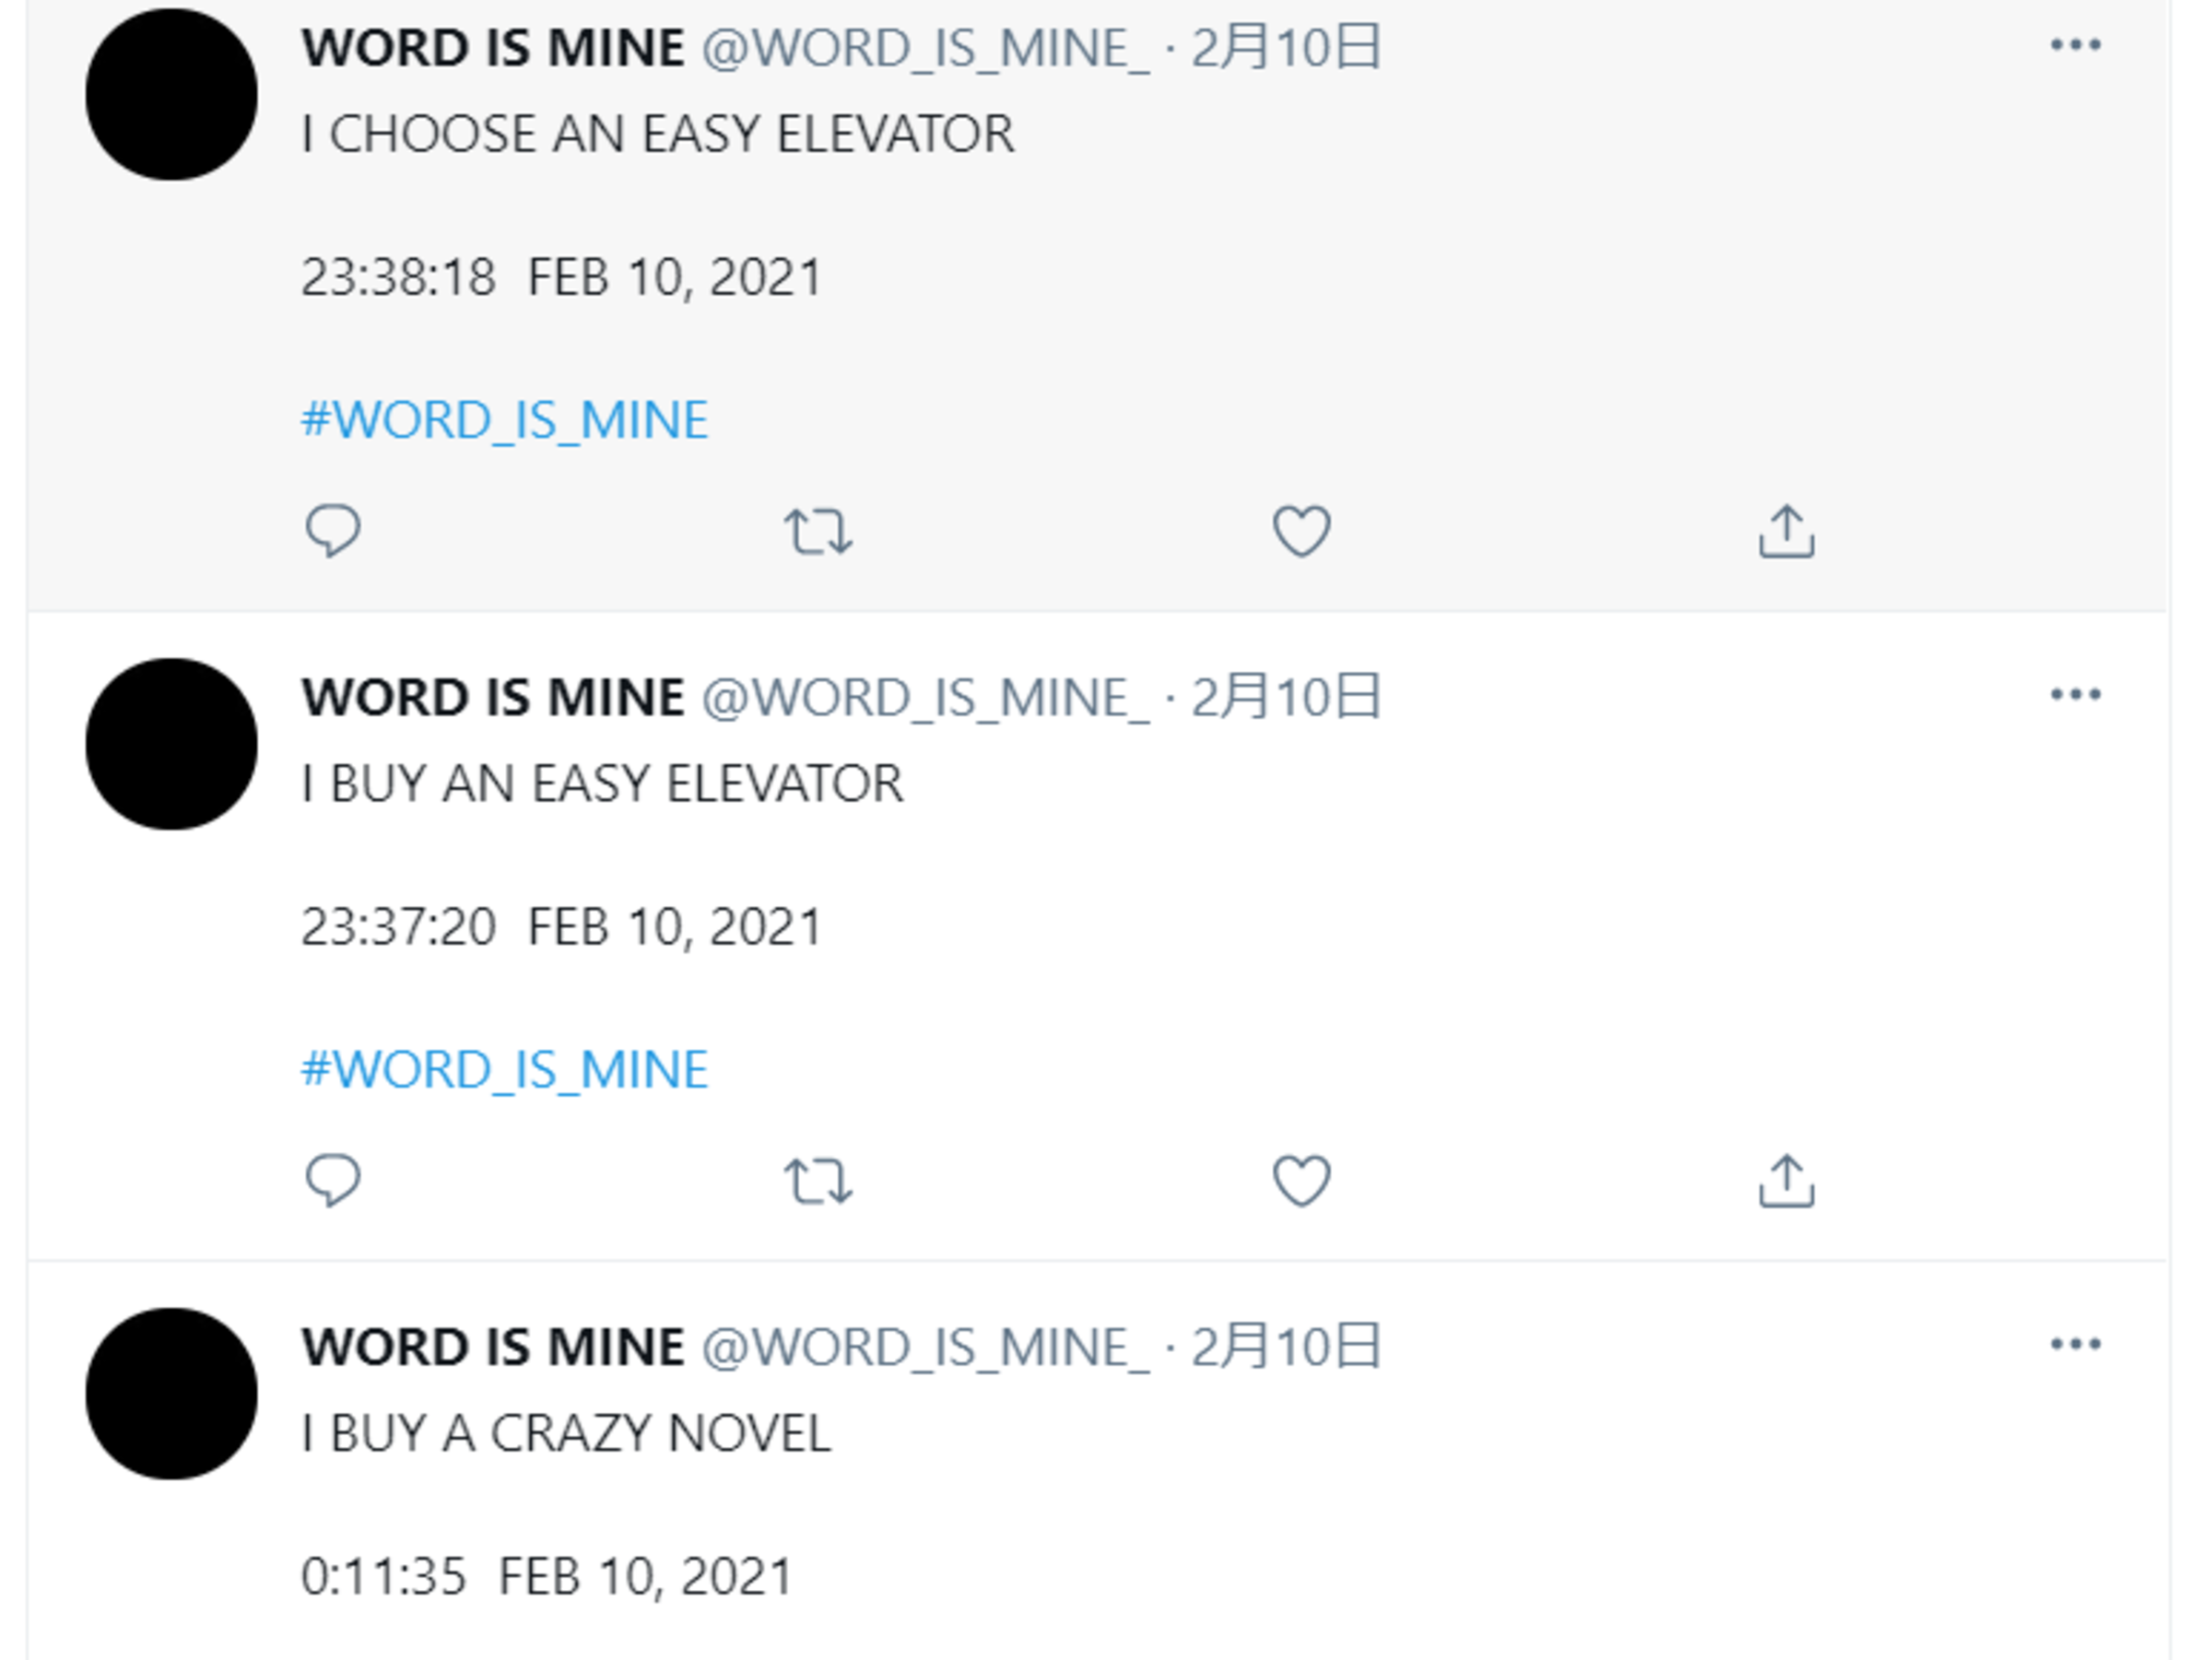 WORD IS MINE @WORD_IS_MINE_ · 2月10日
I CHOOSE AN EASY ELEVATOR
23:38:18 FEB 10, 2021
#WORD_IS_MINE
WORD IS MINE @WORD_IS_MINE_ · 2月10日
I BUY AN EASY ELEVATOR
23:37:20 FEB 10, 2021
#WORD_IS_MINE
WORD IS MINE @WORD_IS_MINE_ · 2月10日
I BUY A CRAZY NOVEL
0:11:35 FEB 10, 2021